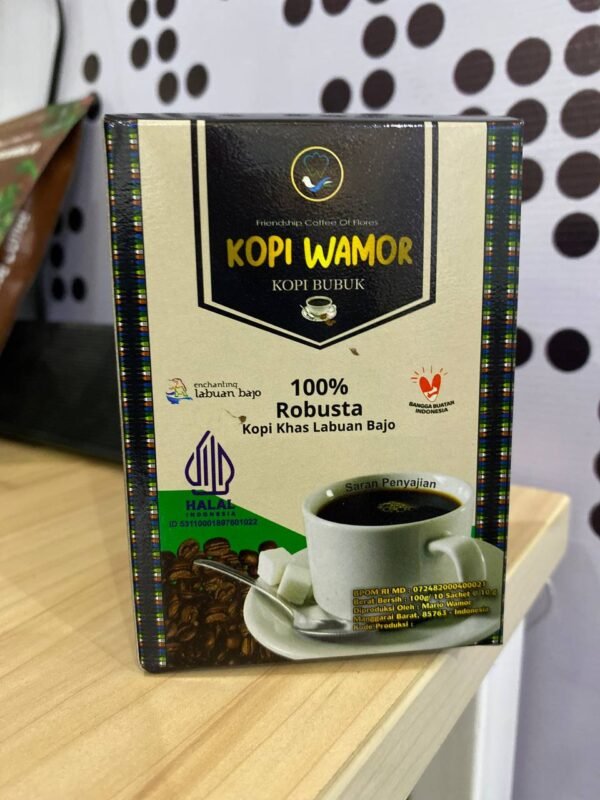 Friendship Coffee Of Flores
KOPI WAMOR
KOPI BUBUK
enchanting
labuan bajo
100%
Robusta
Kopi Khas Labuan Bajo
BANGGA BUATAN
INDONESIA
HALAL
INDONESIA
ID 53110001897601022
Saran Penyajian
BPOM RI MD : 072482000400021
Berat Bersih : 100g/ 10 Sachet @ 10 g
Diproduksi Oleh : Mario Wamor
Manggarai Barat, 85763 - Indonesia
Kode Produksi :